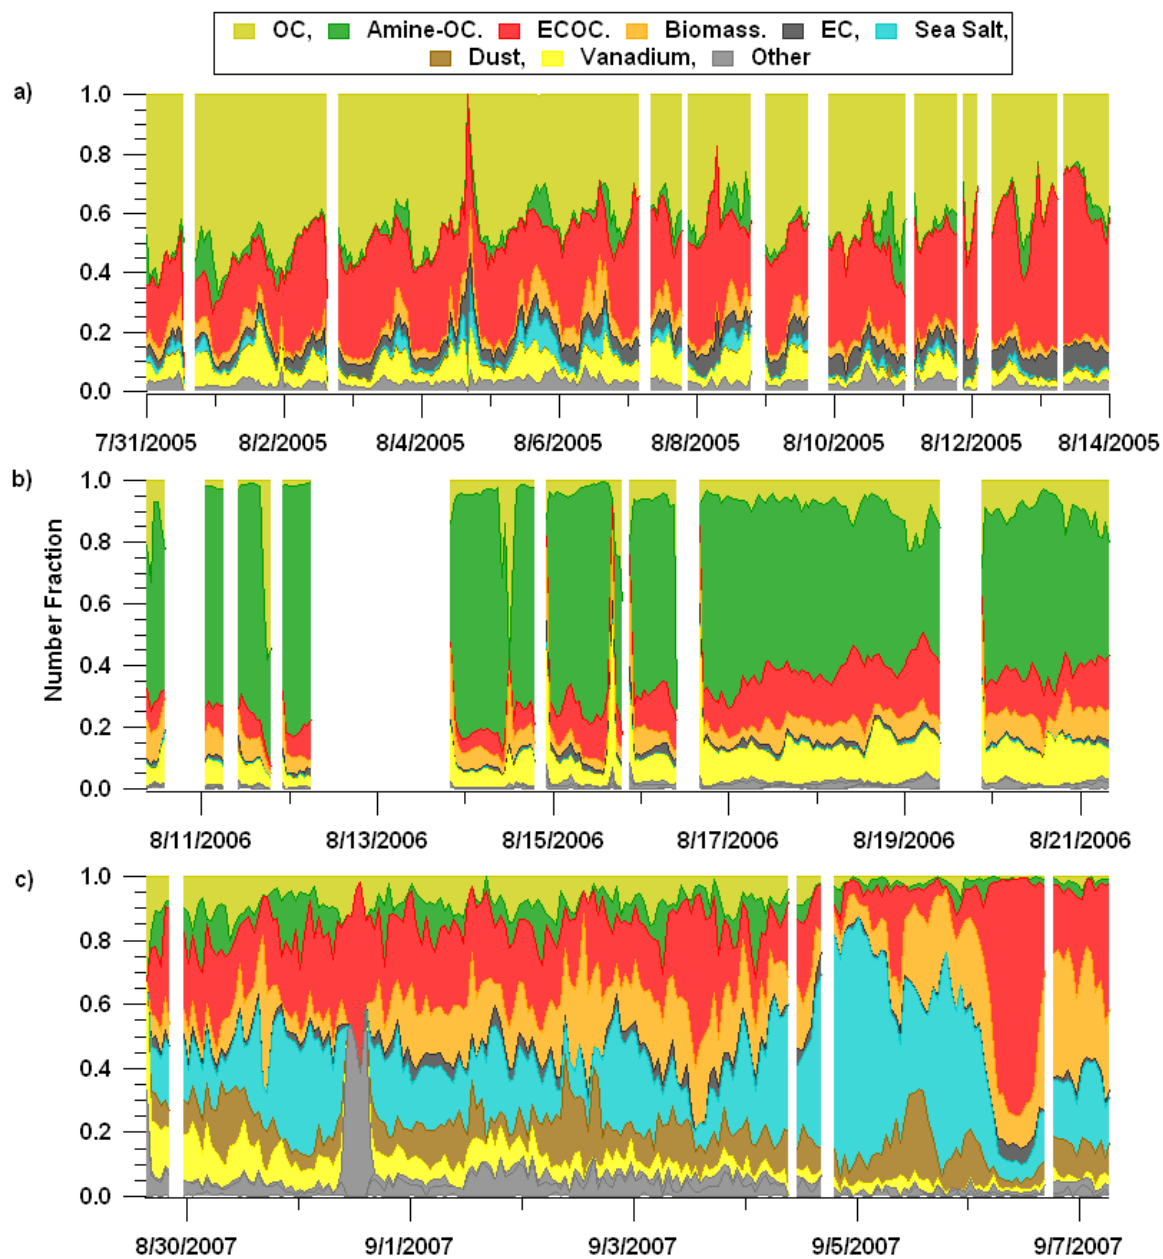 OC, Amine-OC. ECOC. Biomass. EC, Sea Salt,
Dust, Vanadium, Other
a)
1.0
0.8
0.6
0.4
0.2
0.0
7/31/2005 8/2/2005 8/4/2005 8/6/2005 8/8/2005 8/10/2005 8/12/2005 8/14/2005
b)
Number Fraction
1.0
0.8
0.6
0.4
0.2
0.0
8/11/2006 8/13/2006 8/15/2006 8/17/2006 8/19/2006 8/21/2006
c)
1.0
0.8
0.6
0.4
0.2
0.0
8/30/2007 9/1/2007 9/3/2007 9/5/2007 9/7/2007